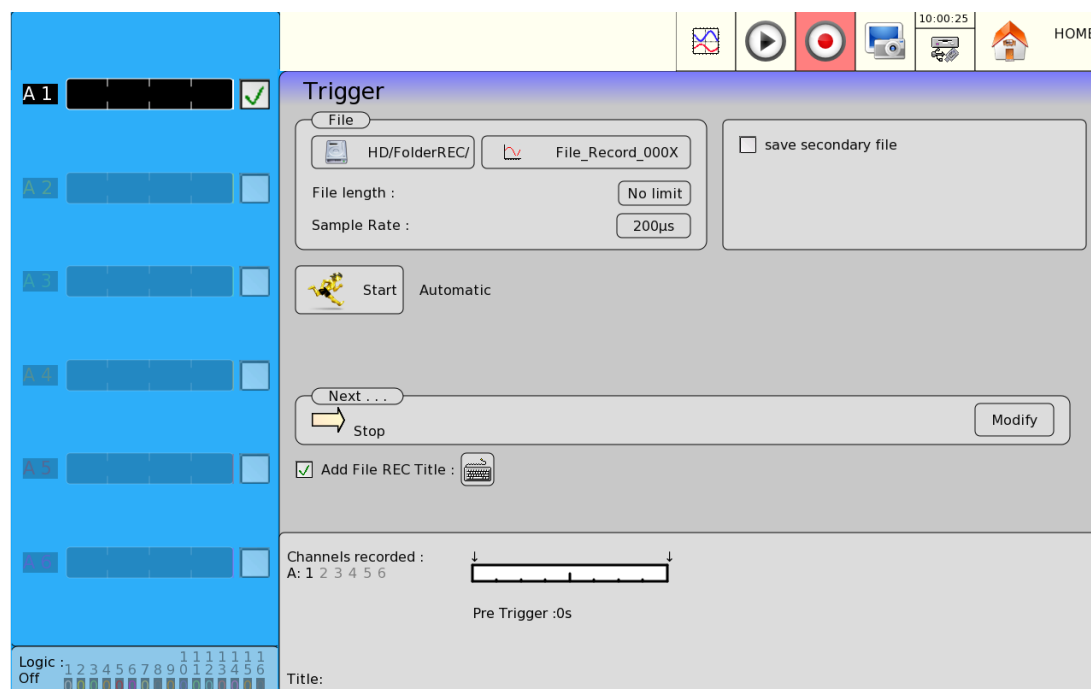 10:00:25
HOME
A 1
A 2
A 3
A 4
A 5
A 6
Trigger
File
HD/FolderREC/
File_Record_000X
File length :
No limit
Sample Rate :
200µs
save secondary file
Start
Automatic
Next . . .
Stop
Modify
Add File REC Title :
Channels recorded :
A: 1 2 3 4 5 6
Pre Trigger :0s
Title:
Logic :
Off
1 2 3 4 5 6 7 8 9 10 11 12 13 14 15 16